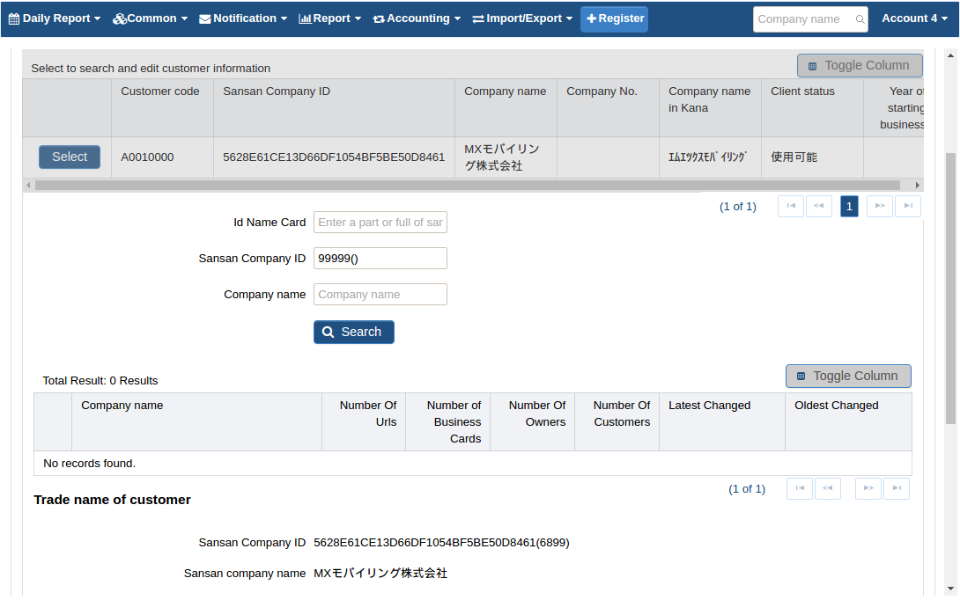 Daily Report Common Notification Report Accounting Import/Export Register Company name Account 4
Select to search and edit customer information Toggle Column
Customer code Sansan Company ID Company name Company No. Company name Client status Year of
in Kana starting
business
Select A0010000 5628E61CE13D66DF1054BF5BE50D8461 MXモバイリン ｴﾑｴｯｸｽﾓﾊﾞｲﾘﾝｸﾞ 使用可能
グ株式会社
(1 of 1) 1
Id Name Card Enter a part or full of sar
Sansan Company ID 99999()
Company name Company name
Search
Total Result: 0 Results Toggle Column
Company name Number Of Number of Number Of Number Of Latest Changed Oldest Changed
Urls Business Owners Customers
Cards
No records found.
(1 of 1)
Trade name of customer
Sansan Company ID 5628E61CE13D66DF1054BF5BE50D8461(6899)
Sansan company name MXモバイリング株式会社